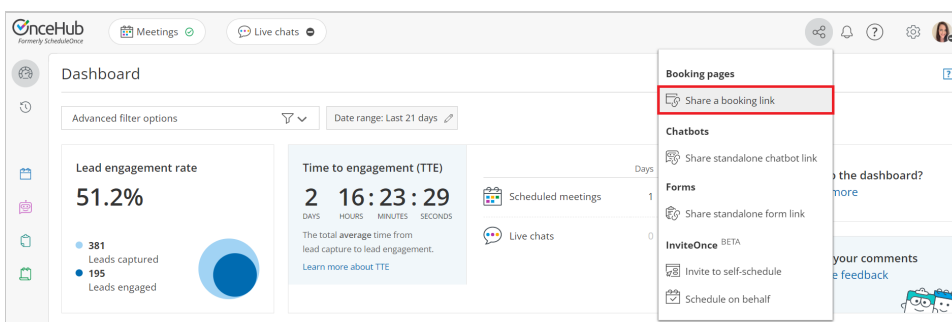 OnceHub
Formerly ScheduleOnce
Meetings
Live chats
?
Dashboard
?
Advanced filter options
Date range: Last 21 days
Lead engagement rate
51.2%
381
Leads captured
195
Leads engaged
Time to engagement (TTE)
2 16 : 23 : 29
DAYS HOURS MINUTES SECONDS
The total average time from
lead capture to lead engagement.
Learn more about TTE
Days
Scheduled meetings 1
Live chats 0
Booking pages
Share a booking link
Chatbots
Share standalone chatbot link
Forms
Share standalone form link
InviteOnce BETA
Invite to self-schedule
Schedule on behalf
the dashboard?
more
your comments
feedback